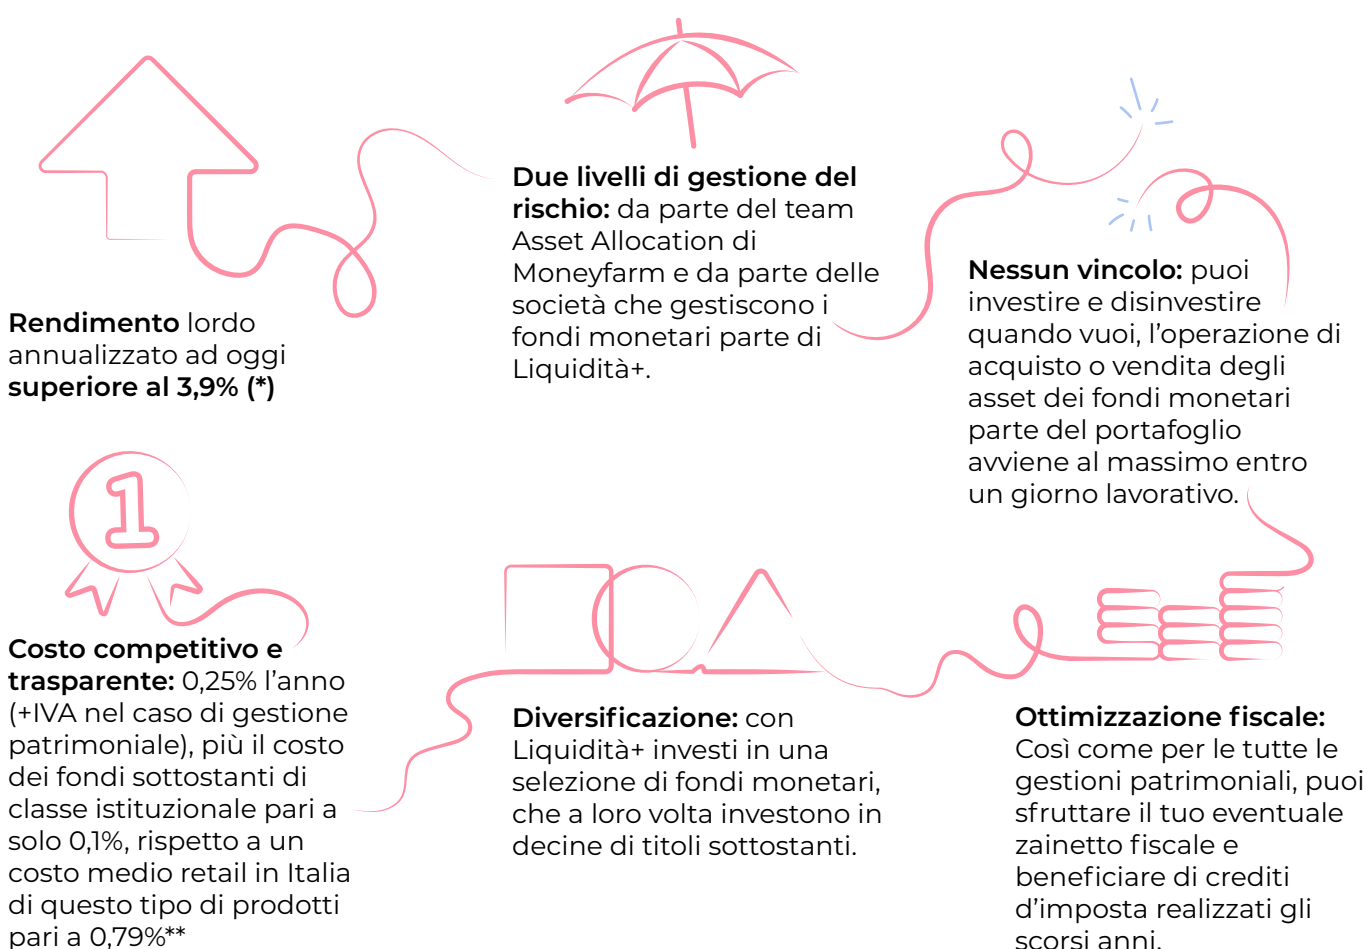 Rendimento lordo
annualizzato ad oggi
superiore al 3,9% (*)
Due livelli di gestione del
rischio: da parte del team
Asset Allocation di
Moneyfarm e da parte delle
società che gestiscono i
fondi monetari parte di
Liquidità+.
Nessun vincolo: puoi
investire e disinvestire
quando vuoi, l’operazione di
acquisto o vendita degli
asset dei fondi monetari
parte del portafoglio
avviene al massimo entro
un giorno lavorativo.
1
Costo competitivo e
trasparente: 0,25% l’anno
(+IVA nel caso di gestione
patrimoniale), più il costo
dei fondi sottostanti di
classe istituzionale pari a
solo 0,1%, rispetto a un
costo medio retail in Italia
di questo tipo di prodotti
pari a 0,79%**
Diversificazione: con
Liquidità+ investi in una
selezione di fondi monetari,
che a loro volta investono in
decine di titoli sottostanti.
Ottimizzazione fiscale:
Così come per le tutte le
gestioni patrimoniali, puoi
sfruttare il tuo eventuale
zainetto fiscale e
beneficiare di crediti
d’imposta realizzati gli
scorsi anni.